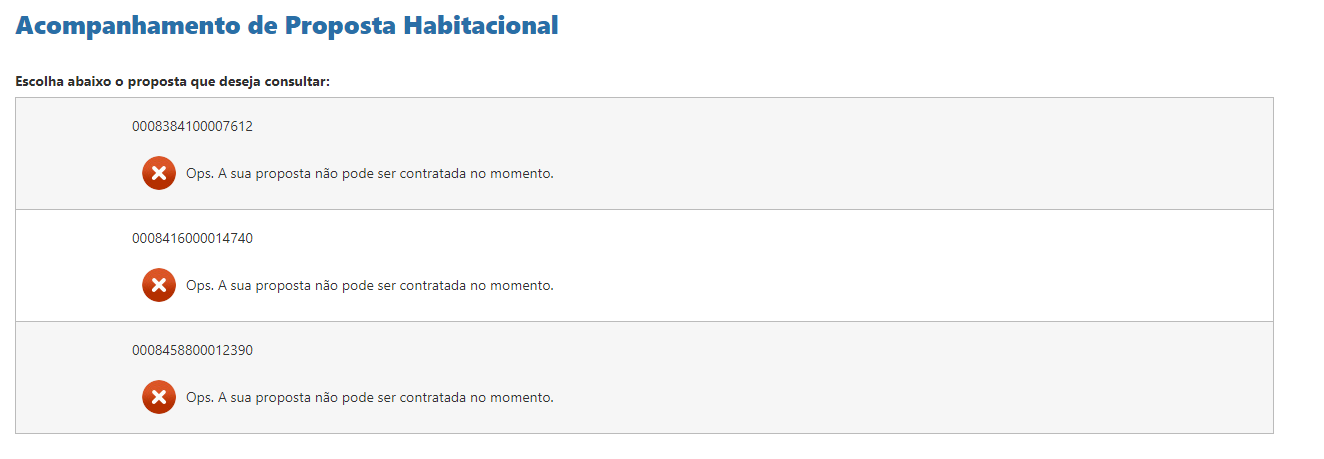 Acompanhamento de Proposta Habitacional
Escolha abaixo o proposta que deseja consultar:
0008384100007612
Ops. A sua proposta não pode ser contratada no momento.
0008416000014740
Ops. A sua proposta não pode ser contratada no momento.
0008458800012390
Ops. A sua proposta não pode ser contratada no momento.